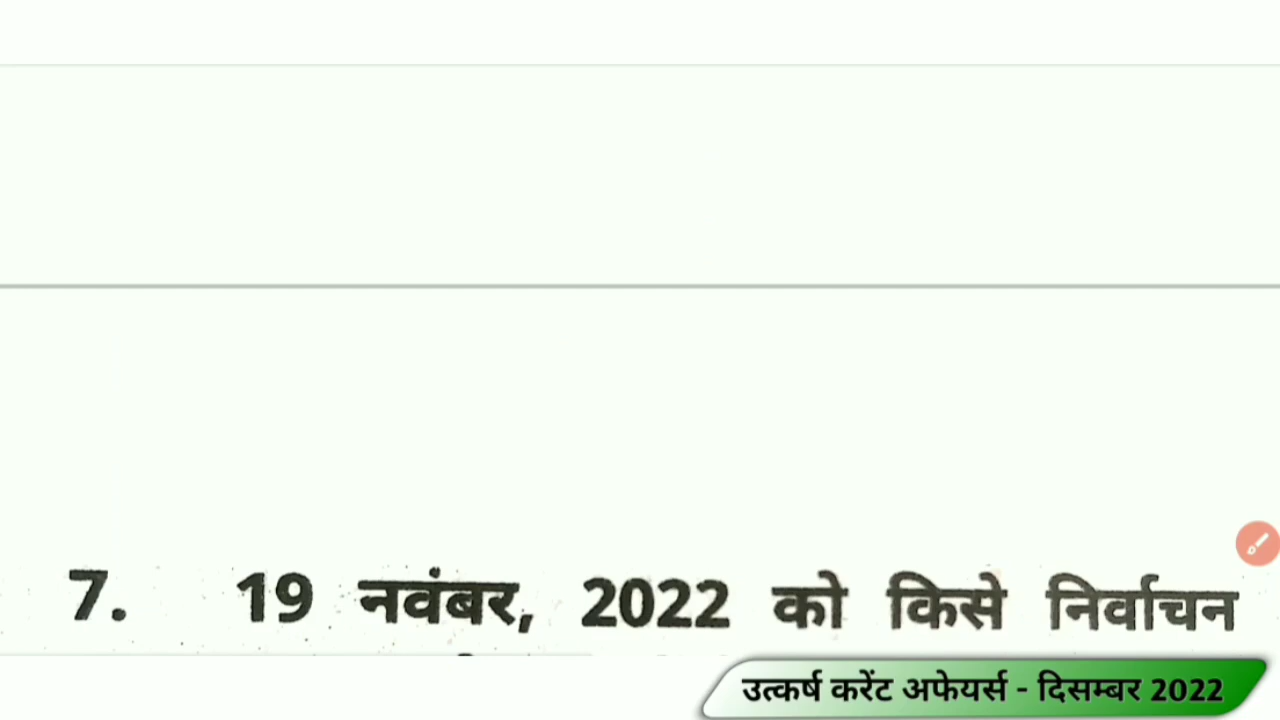 7. 19 नवंबर, 2022 को किसे निर्वाचन
उत्कर्ष करेंट अफेयर्स - दिसम्बर 2022